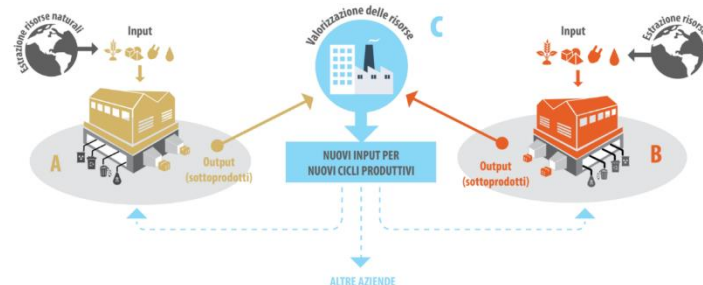 Estrazione risorse naturali
Input
Valorizzazione delle risorse
C
Input
Estrazione risorse
A
Output
(sottoprodotti)
NUOVI INPUT PER
NUOVI CICLI PRODUTTIVI
Output
(sottoprodotti)
B
ALTRE AZIENDE